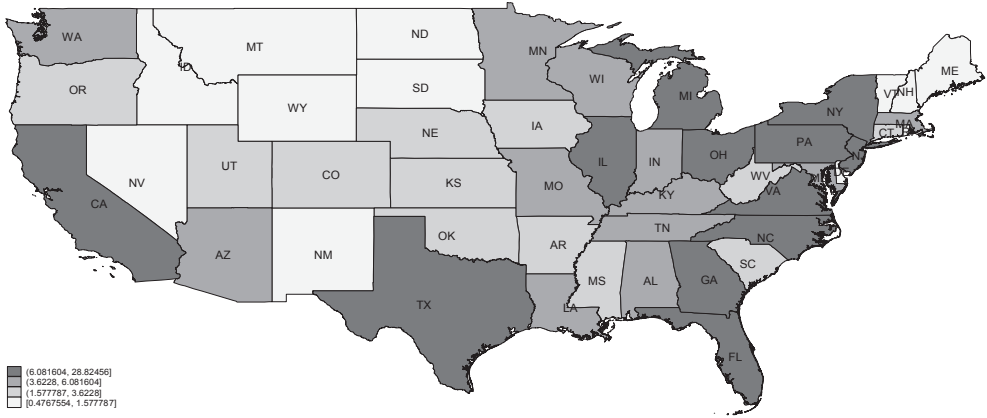 WA
MT
ND
MN
ID
OR
SD
WI
MI
ME
VT
NH
WY
NY
MA
CT
IA
NE
PA
NV
UT
CO
KS
MO
IL
IN
OH
WV
VA
KY
CA
AZ
NM
OK
AR
TN
NC
SC
MS
AL
GA
TX
LA
FL
(6.081604, 28.82456]
(3.6228, 6.081604]
(1.577787, 3.6228]
[0.4767554, 1.577787]